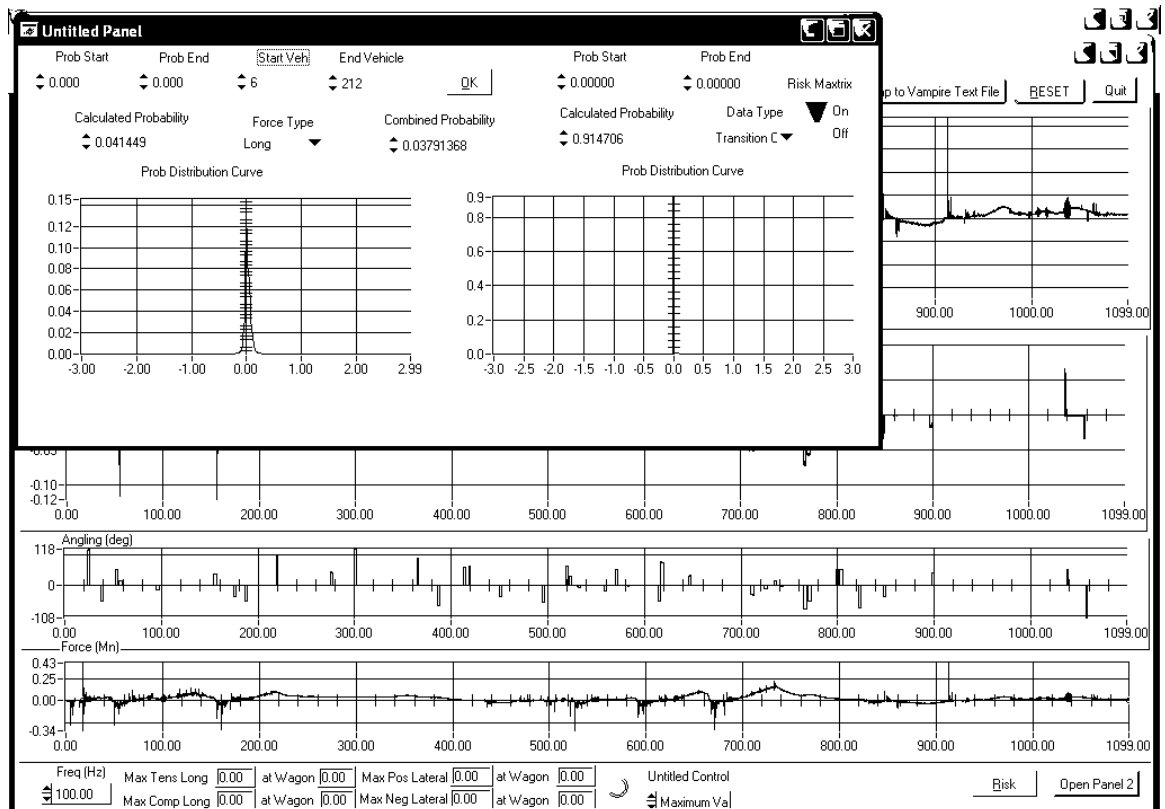 Untitled Panel
Prob Start Prob End Start Veh End Vehicle Prob Start Prob End
0.000 0.000 6 212 OK 0.00000 0.00000 Risk Maxtrix
p to Vampire Text File RESET Quit
Calculated Probability Force Type Combined Probability Calculated Probability Data Type On
0.041449 Long 0.03791368 0.914706 Transition C Off
Prob Distribution Curve Prob Distribution Curve
0.15
0.12
0.10
0.08
0.06
0.04
0.02
0.00
-3.00 -2.00 -1.00 0.00 1.00 2.00 2.99
0.9
0.8
0.6
0.4
0.2
0.0
-3.0 -2.5 -2.0 -1.5 -1.0 -0.5 0.0 0.5 1.0 1.5 2.0 2.5 3.0
900.00 1000.00 1099.00
-0.10
-0.12
0.00 100.00 200.00 300.00 400.00 500.00 600.00 700.00 800.00 900.00 1000.00 1099.00
Angling (deg)
118
0
-108
0.00 100.00 200.00 300.00 400.00 500.00 600.00 700.00 800.00 900.00 1000.00 1099.00
Force (Mn)
0.43
0.25
0.00
-0.34
0.00 100.00 200.00 300.00 400.00 500.00 600.00 700.00 800.00 900.00 1000.00 1099.00
Freq (Hz) Max Tens Long 0.00 at Wagon 0.00 Max Pos Lateral 0.00 at Wagon 0.00 Untitled Control
100.00 Max Comp Long 0.00 at Wagon 0.00 Max Neg Lateral 0.00 at Wagon 0.00 Maximum Va
Risk Open Panel 2